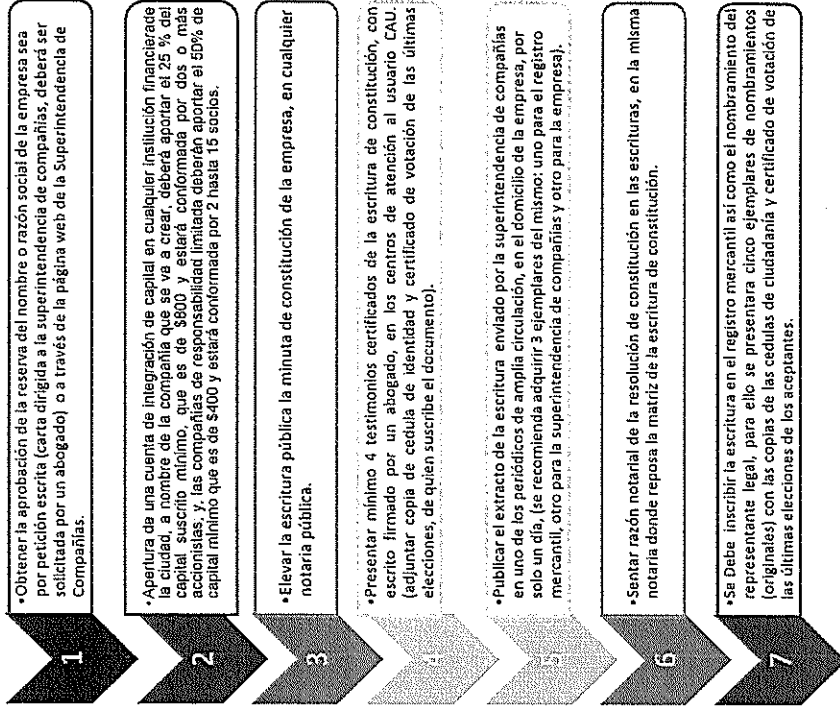 1
•Obtener la aprobación de la reserva del nombre o razón social de la empresa sea
por petición escrita (carta dirigida a la superintendencia de compañías, deberá ser
solicitada por un abogado) o a través de la página web de la Superintendencia de
Compañías.
2
•Apertura de una cuenta de integración de capital en cualquier institución financierade
la ciudad, a nombre de la compañía que se va a crear, deberá aportar el 25 % del
capital suscrito mínimo, que es de $800 y estará conformada por dos o más
accionistas, y, las compañías de responsabilidad limitada deberán aportar el 50% de
capital mínimo que es de $400 y estará conformada por 2 hasta 15 socios.
3
•Elevar la escritura pública la minuta de constitución de la empresa, en cualquier
notaria pública.
•Presentar mínimo 4 testimonios certificados de la escritura de constitución, con
escrito firmado por un abogado, en los centros de atención al usuario CAU.
(adjuntar copia de cedula de identidad y certificado de votación de las últimas
elecciones, de quien suscribe el documento).
•Publicar el extracto de la escritura enviado por la superintendencia de compañías
en uno de los periódicos de amplia circulación, en el domicilio de la empresa, por
solo un día, (se recomienda adquirir 3 ejemplares del mismo: uno para el registro
mercantil, otro para la superintendencia de compañías y otro para la empresa).
6
•Sentar razón notarial de la resolución de constitución en las escrituras, en la misma
notaria donde reposa la matriz de la escritura de constitución.
7
•Se Debe inscribir la escritura en el registro mercantil así como el nombramiento del
representante legal, para ello se presentara cinco ejemplares de nombramientos
(originales) con las copias de las cedulas de ciudadanía y certificado de votación de
las últimas elecciones de los aceptantes.